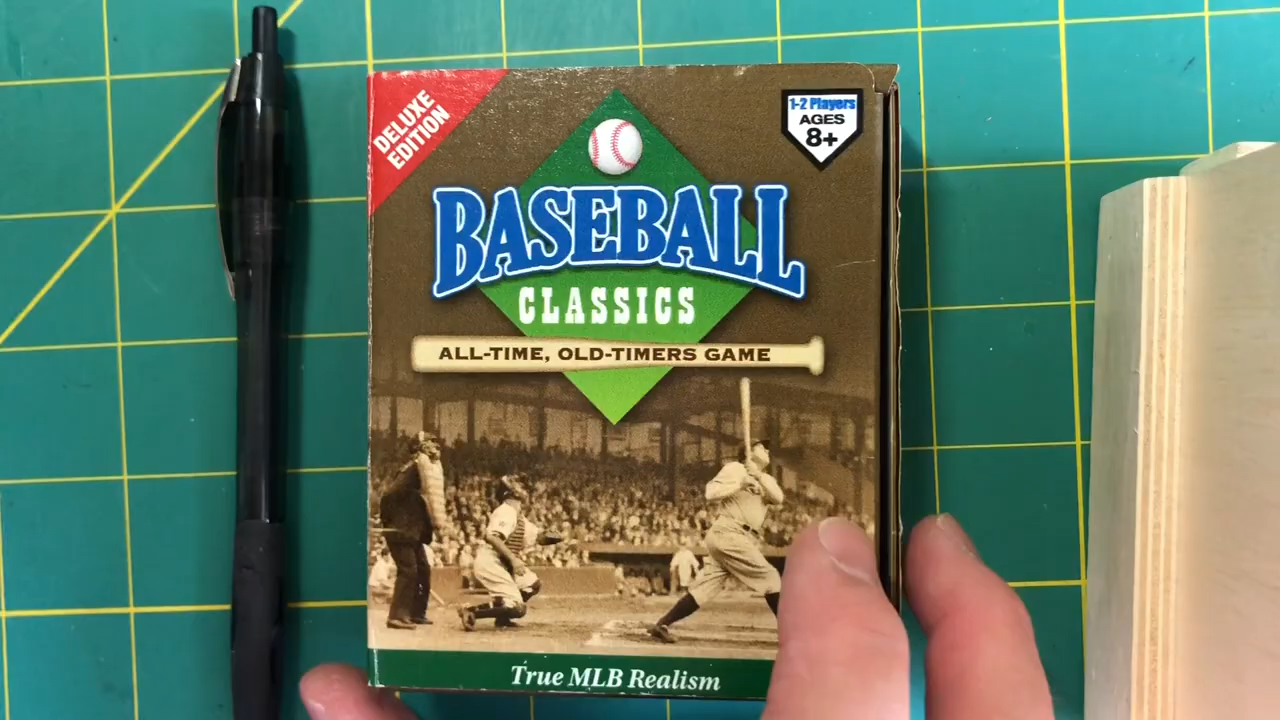 DELUXE
EDITION
1-2 Players
AGES
8+
BASEBALL
CLASSICS
ALL-TIME, OLD-TIMERS GAME
True MLB Realism